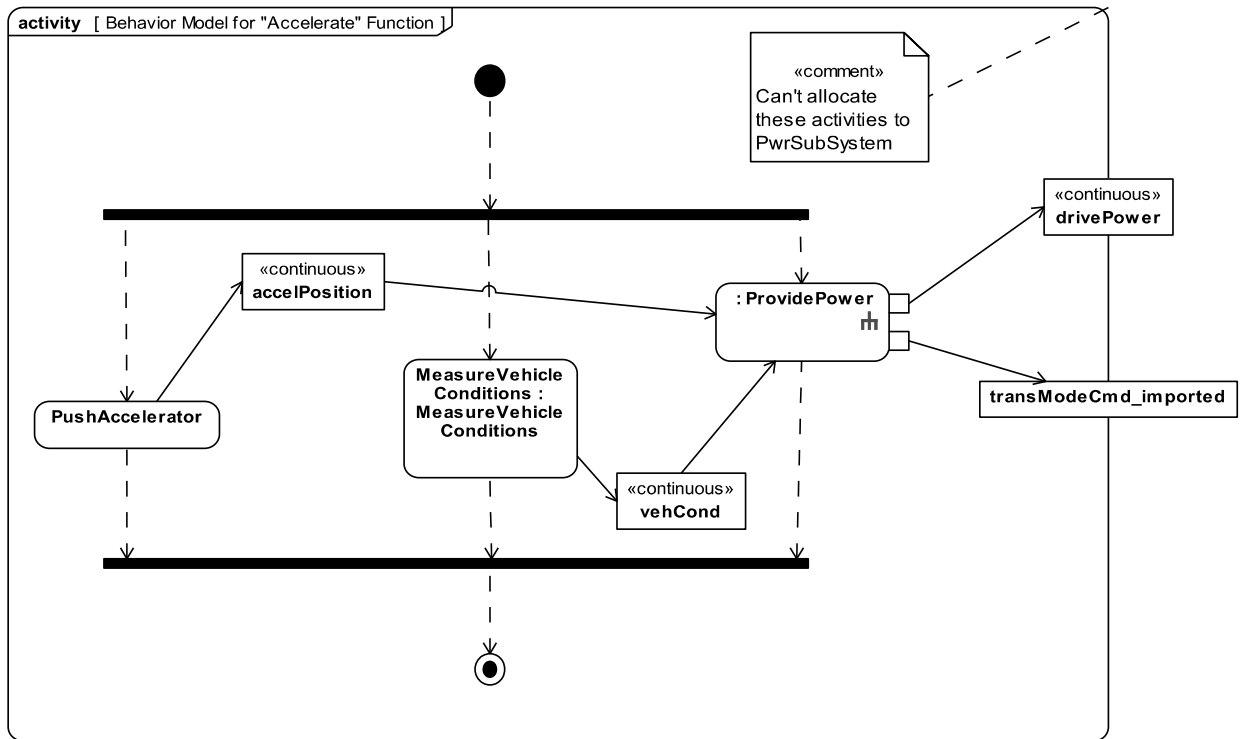 activity [ Behavior Model for "Accelerate" Function ]
«comment»
Can't allocate
these activities to
PwrSubSystem
«continuous»
drivePower
«continuous»
accelPosition
: ProvidePower
MeasureVehicle
Conditions :
MeasureVehicle
Conditions
transModeCmd_imported
PushAccelerator
«continuous»
vehCond